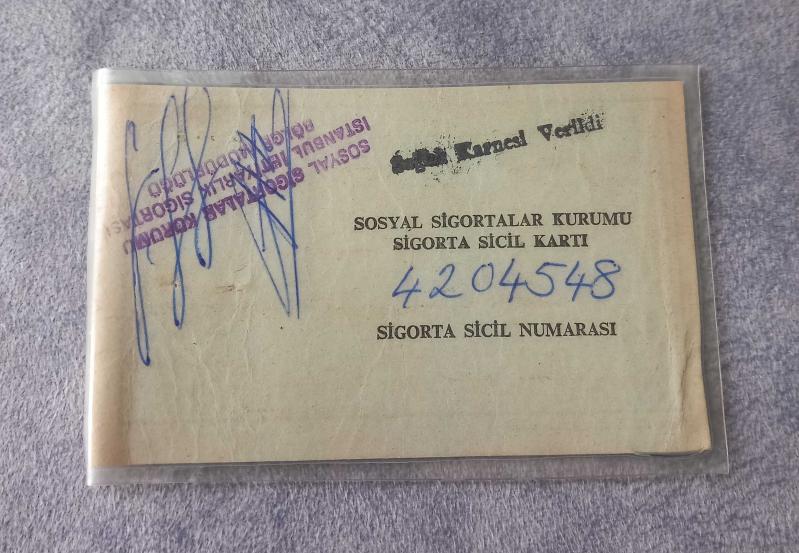 Sağlık Karnesi Verildi
SOSYAL SİGORTALAR KURUMU
İSTANBUL İHTİYARLIK SİGORTASI
BÖLGE MÜDÜRLÜĞÜ
SOSYAL SİGORTALAR KURUMU
SİGORTA SİCİL KARTI
4204548
SİGORTA SİCİL NUMARASI